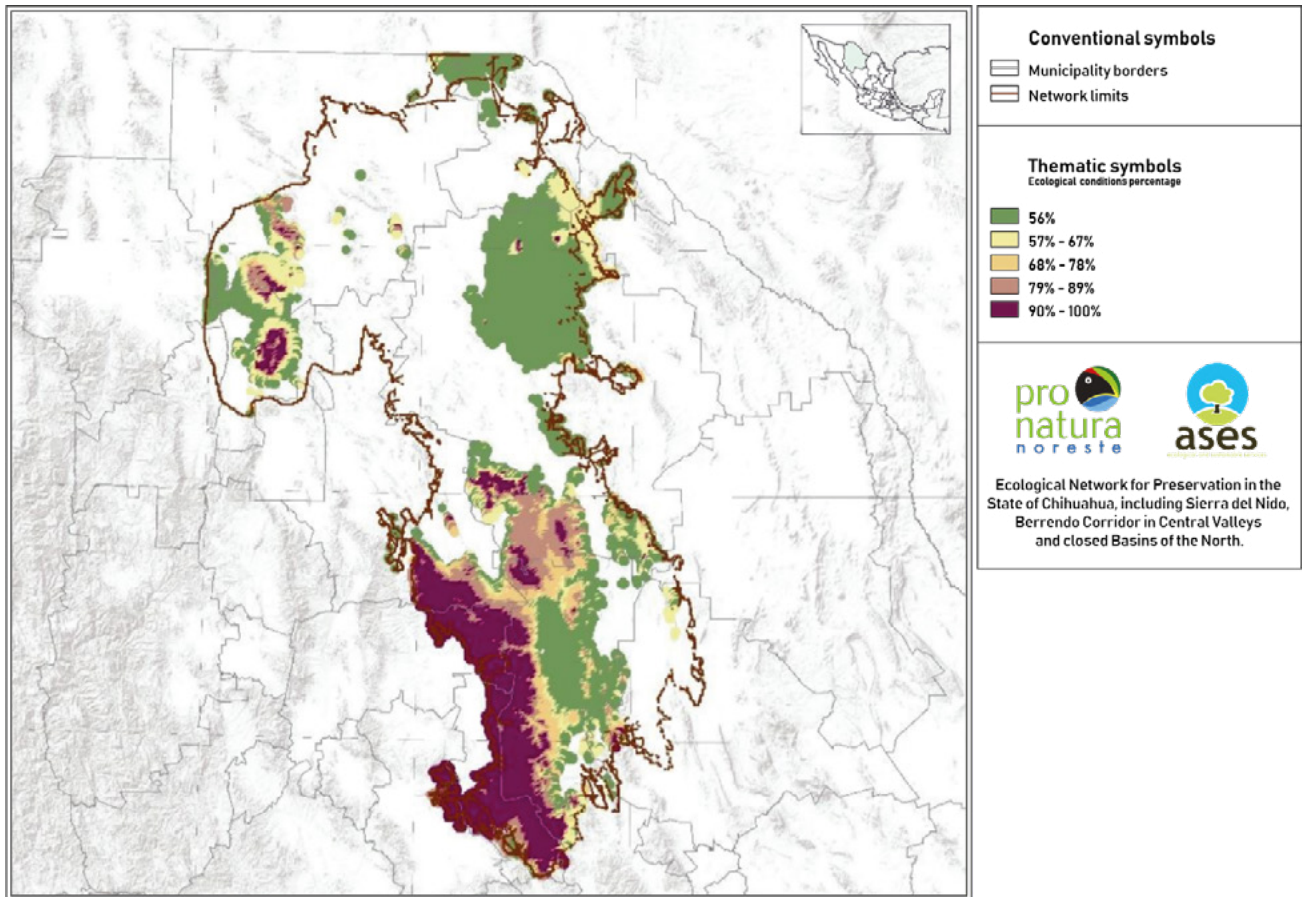 Conventional symbols
Municipality borders
Network limits
Thematic symbols
Ecological conditions percentage
56%
57% - 67%
68% - 78%
79% - 89%
90% - 100%
pro
natura
noreste
ases
Ecological Network for Preservation in the
State of Chihuahua, including Sierra del Nido,
Berrendo Corridor in Central Valleys
and closed Basins of the North.